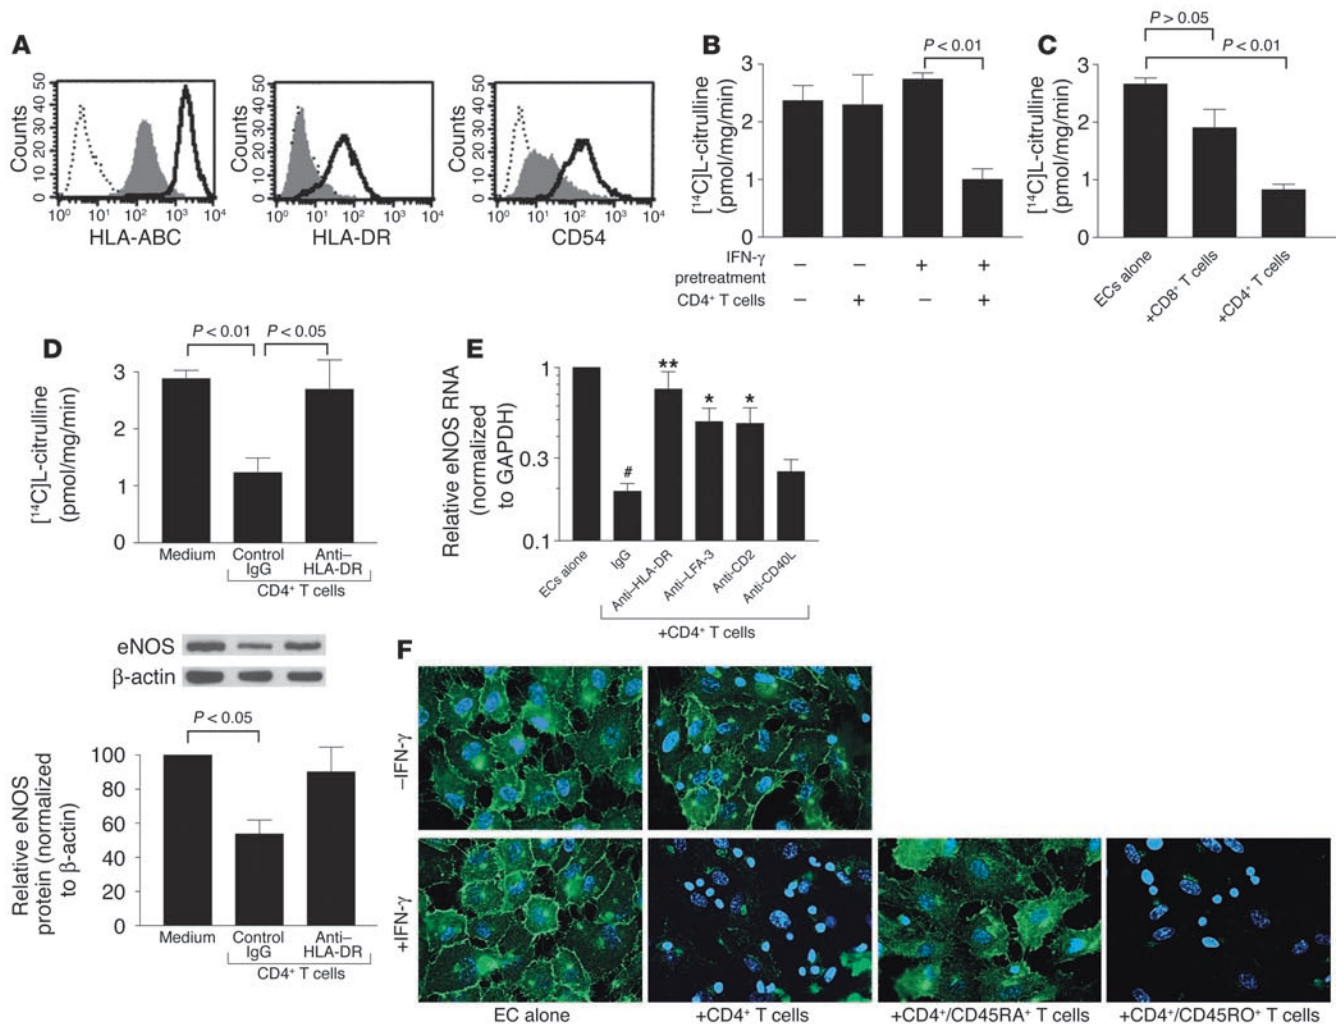 A
Counts
50
40
30
20
10
0
10⁰ 10¹ 10² 10³ 10⁴
HLA-ABC
Counts
50
40
30
20
10
0
10⁰ 10¹ 10² 10³ 10⁴
HLA-DR
Counts
50
40
30
20
10
0
10⁰ 10¹ 10² 10³ 10⁴
CD54
B
P < 0.01
[¹⁴C]L-citrulline
(pmol/mg/min)
3
2
1
3
IFN-γ
pretreatment
– – + +
CD4⁺ T cells
– + – +
C
P > 0.05
P < 0.01
[¹⁴C]L-citrulline
(pmol/mg/min)
3
2
1
0
ECs alone
+CD8⁺ T cells
+CD4⁺ T cells
D
P < 0.01
P < 0.05
[¹⁴C]L-citrulline
(pmol/mg/min)
3
2
1
0
Medium
Control
IgG
Anti–
HLA-DR
CD4⁺ T cells
eNOS
β-actin
P < 0.05
Relative eNOS
protein (normalized
to β-actin)
100
80
60
40
20
0
Medium
Control
IgG
Anti–
HLA-DR
CD4⁺ T cells
E
Relative eNOS RNA
(normalized
to GAPDH)
1
0.3
0.1
#
**
*
*
ECs alone
IgG
Anti–HLA-DR
Anti–LFA-3
Anti-CD2
Anti-CD40L
+CD4⁺ T cells
F
–IFN-γ
+IFN-γ
EC alone
+CD4⁺ T cells
+CD4⁺/CD45RA⁺ T cells
+CD4⁺/CD45RO⁺ T cells